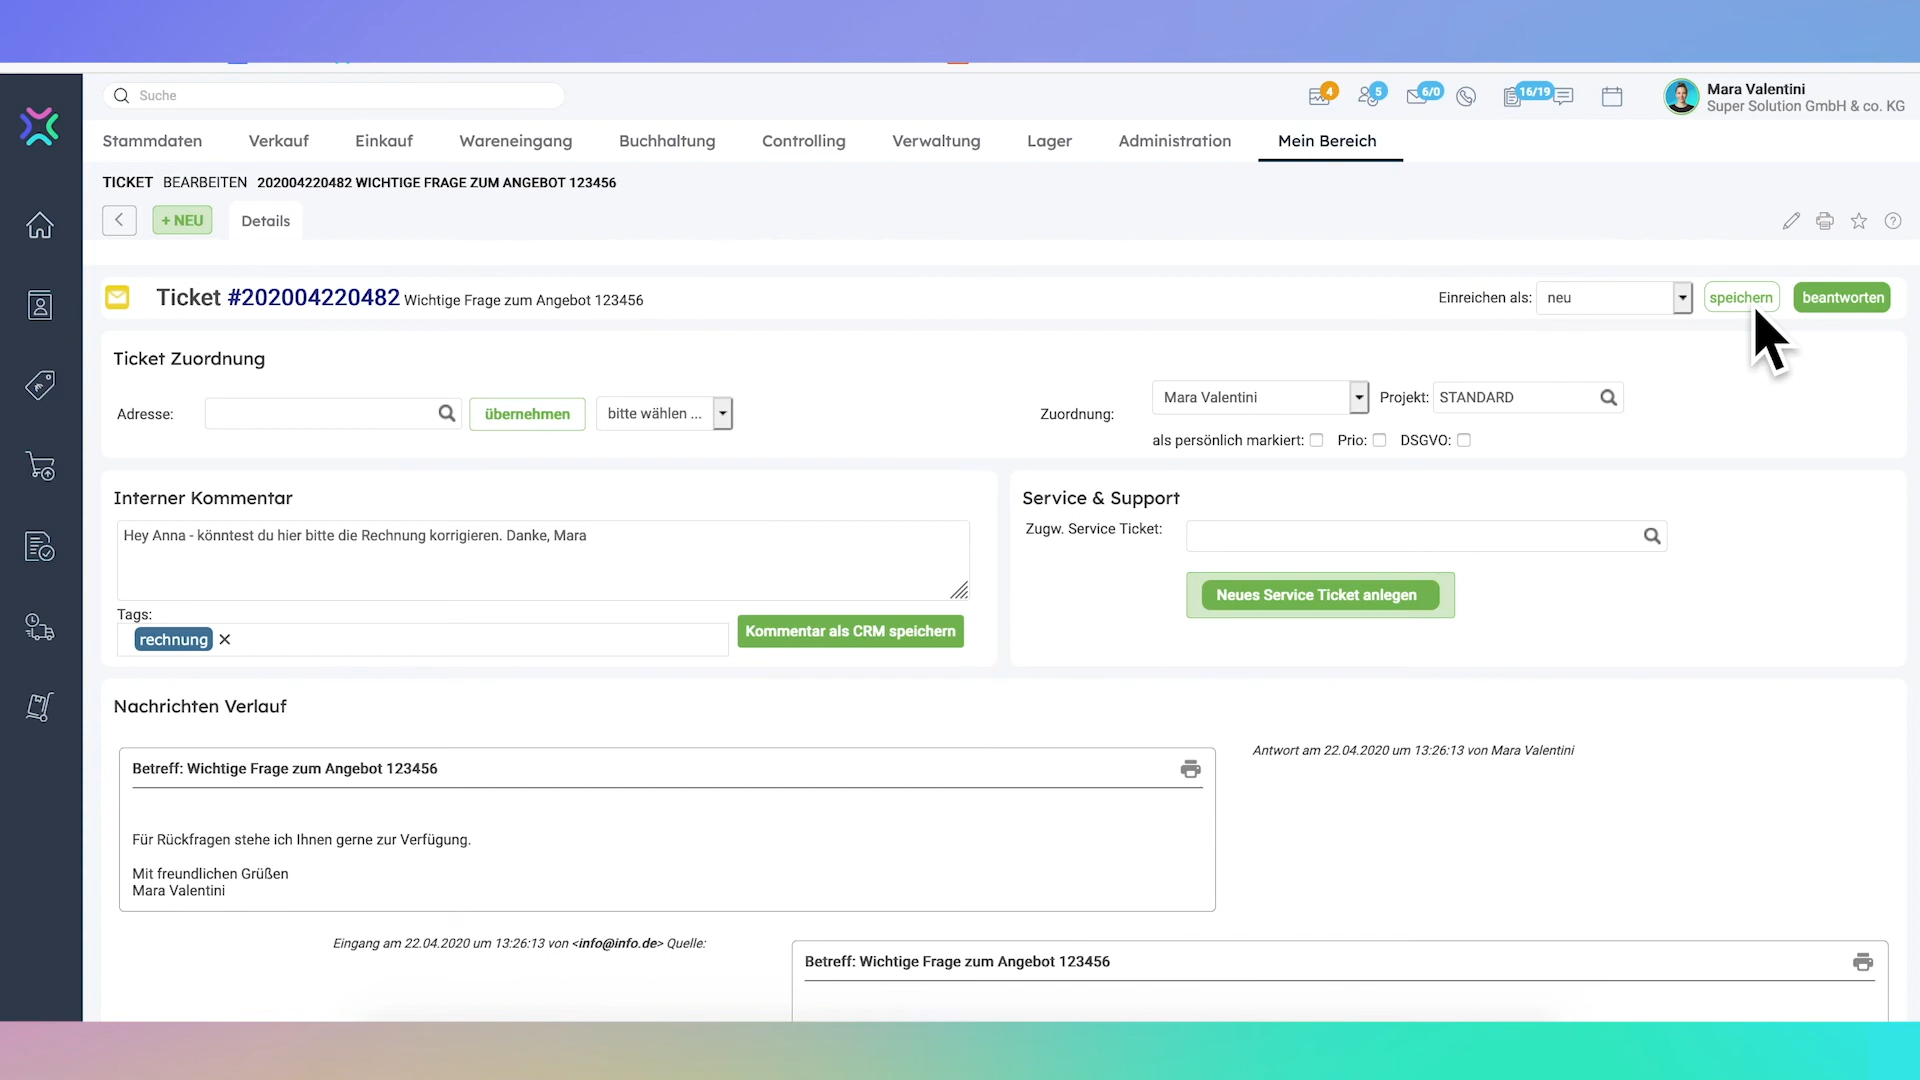 Suche
4
5
6/0
16/19
Mara Valentini
Super Solution GmbH & co. KG
Stammdaten Verkauf Einkauf Wareneingang Buchhaltung Controlling Verwaltung Lager Administration Mein Bereich
TICKET BEARBEITEN 202004220482 WICHTIGE FRAGE ZUM ANGEBOT 123456
+ NEU Details
Ticket #202004220482 Wichtige Frage zum Angebot 123456
Einreichen als: neu speichern beantworten
Ticket Zuordnung
Adresse: übernehmen bitte wählen ...
Zuordnung: Mara Valentini Projekt: STANDARD
als persönlich markiert: Prio: DSGVO:
Interner Kommentar
Hey Anna - könntest du hier bitte die Rechnung korrigieren. Danke, Mara
Tags:
rechnung ✕
Kommentar als CRM speichern
Service & Support
Zugw. Service Ticket:
Neues Service Ticket anlegen
Nachrichten Verlauf
Betreff: Wichtige Frage zum Angebot 123456
Antwort am 22.04.2020 um 13:26:13 von Mara Valentini
Für Rückfragen stehe ich Ihnen gerne zur Verfügung.
Mit freundlichen Grüßen
Mara Valentini
Eingang am 22.04.2020 um 13:26:13 von <info@info.de> Quelle:
Betreff: Wichtige Frage zum Angebot 123456